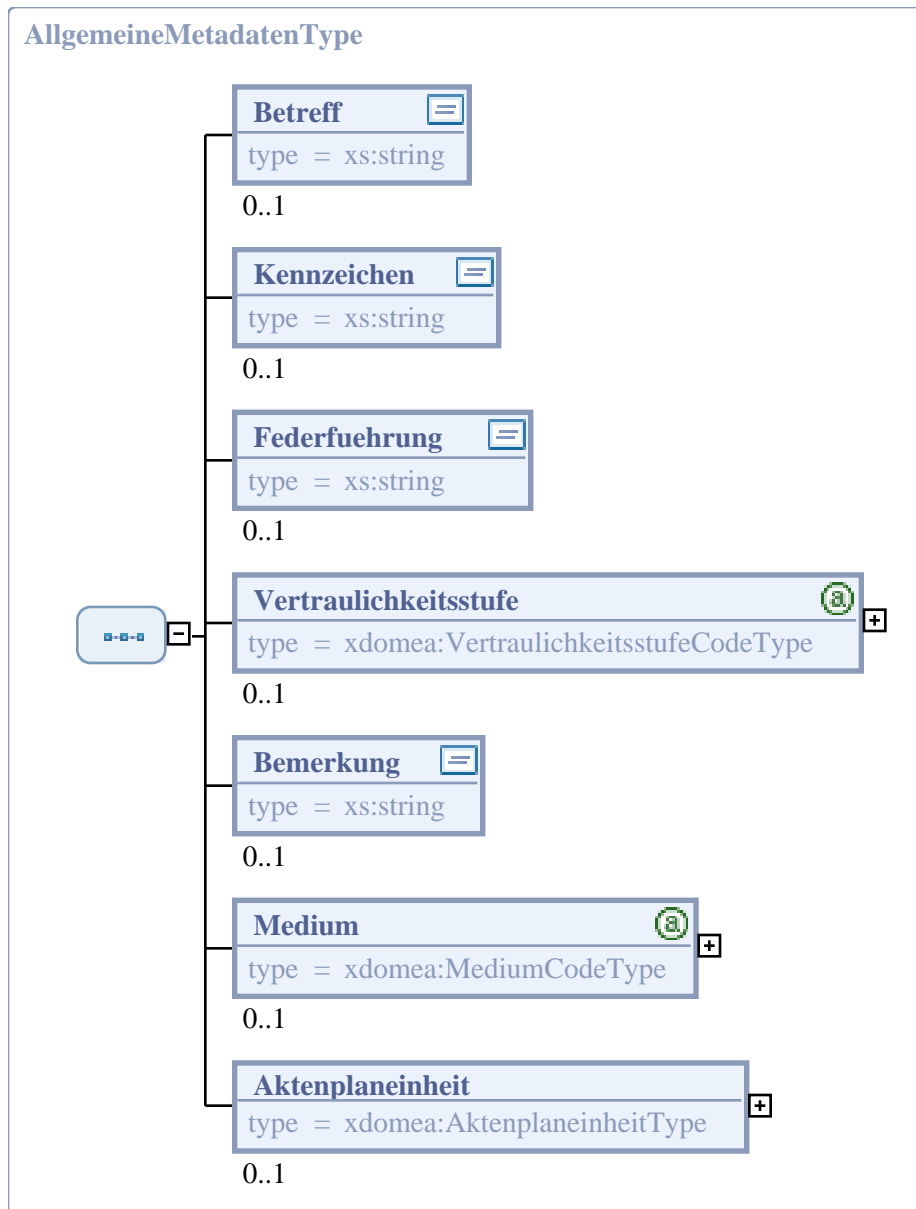 AllgemeineMetadatenType
Betreff
type = xs:string
0..1
Kennzeichen
type = xs:string
0..1
Federfuehrung
type = xs:string
0..1
Vertraulichkeitsstufe
type = xdomea:VertraulichkeitsstufeCodeType
0..1
Bemerkung
type = xs:string
0..1
Medium
type = xdomea:MediumCodeType
0..1
Aktenplaneinheit
type = xdomea:AktenplaneinheitType
0..1